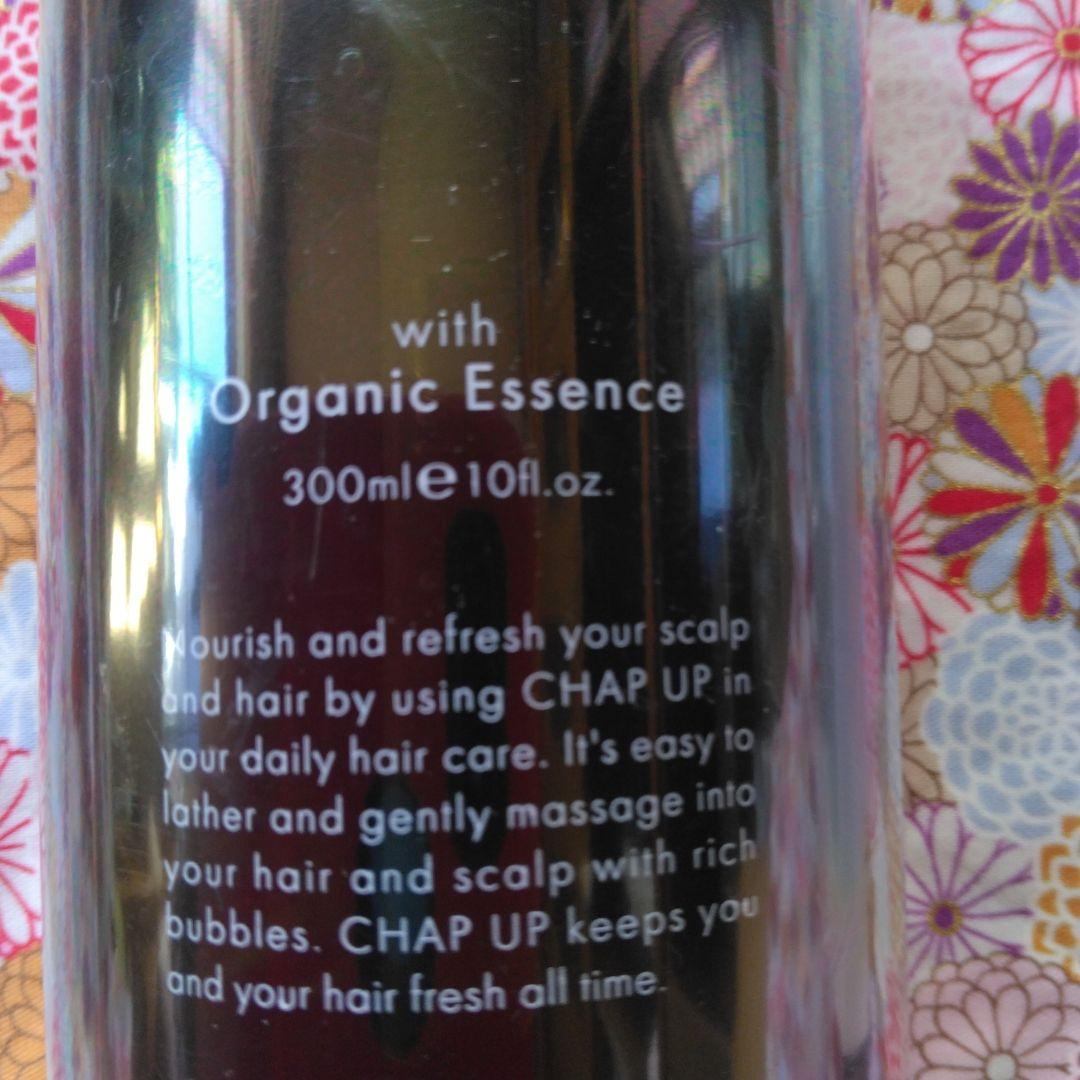 with
Organic Essence
300ml℮10fl.oz.
Nourish and refresh your scalp
and hair by using CHAP UP in
your daily hair care. It's easy to
lather and gently massage into
your hair and scalp with rich
bubbles. CHAP UP keeps you
and your hair fresh all time.